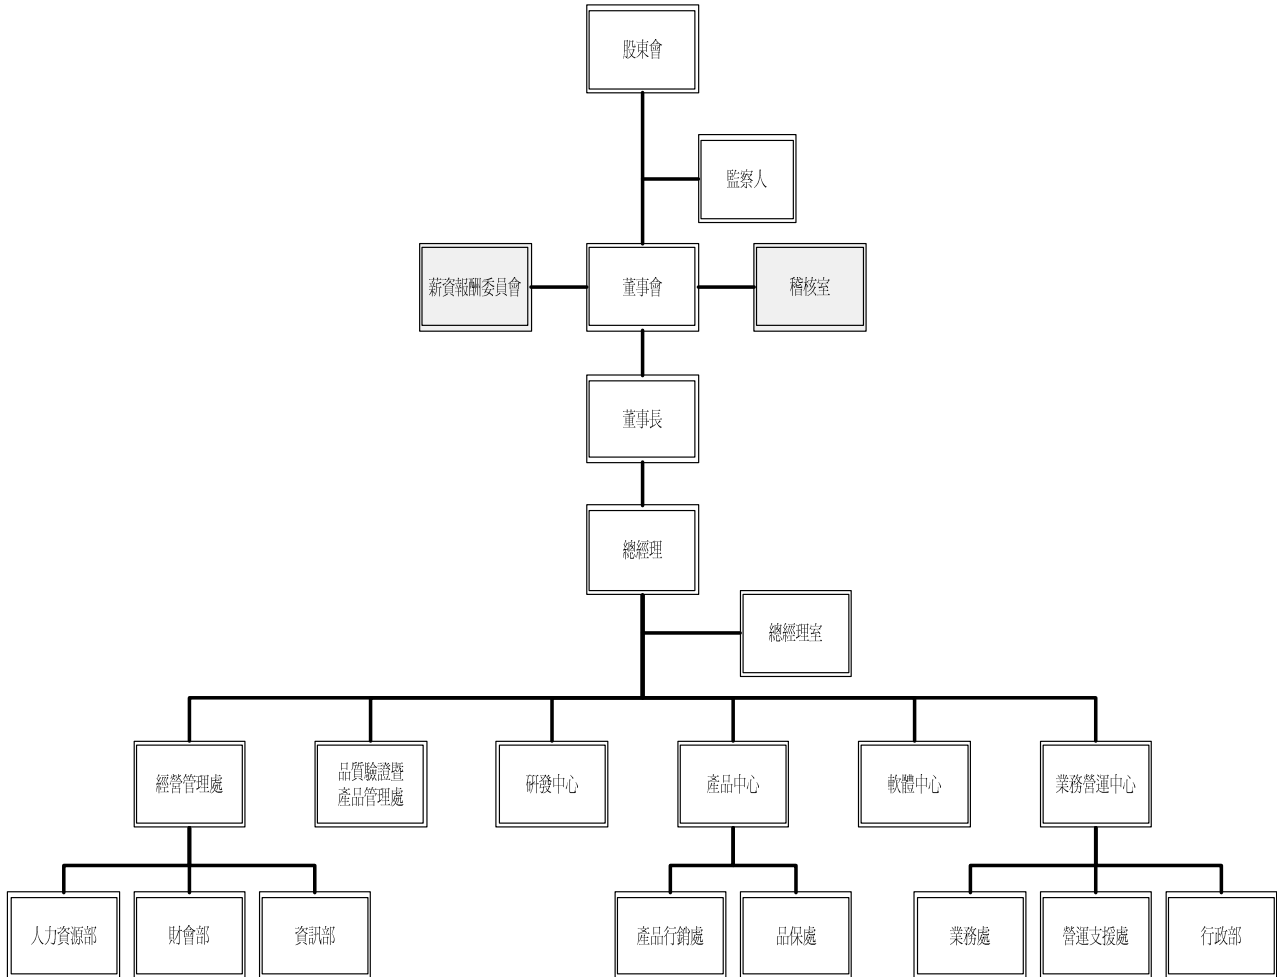 股東會
監察人
薪資報酬委員會
董事會
稽核室
董事長
總經理
總經理室
經營管理處
品質驗證暨
產品管理處
研發中心
產品中心
軟體中心
業務營運中心
人力資源部
財會部
資訊部
產品行銷處
品保處
業務處
營運支援處
行政部